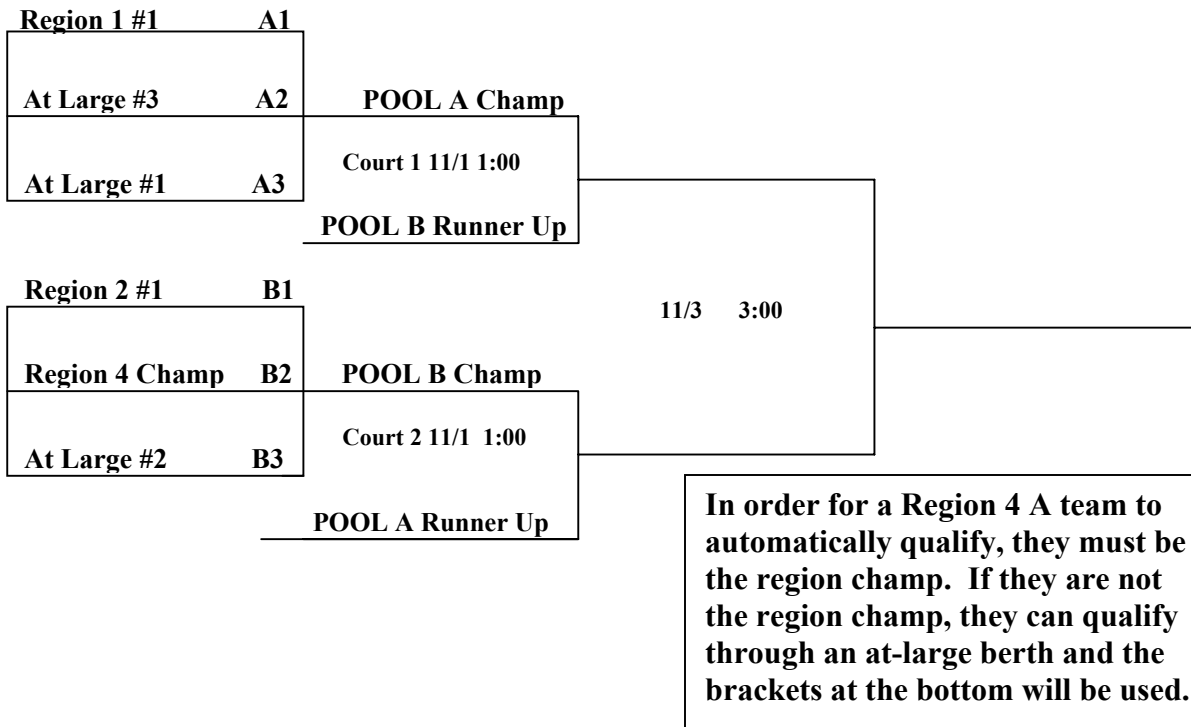 Region 1 #1 A1
At Large #3 A2
At Large #1 A3
POOL A Champ
Court 1 11/1 1:00
POOL B Runner Up
Region 2 #1 B1
Region 4 Champ B2
At Large #2 B3
POOL B Champ
Court 2 11/1 1:00
POOL A Runner Up
11/3 3:00
In order for a Region 4 A team to
automatically qualify, they must be
the region champ. If they are not
the region champ, they can qualify
through an at-large berth and the
brackets at the bottom will be used.